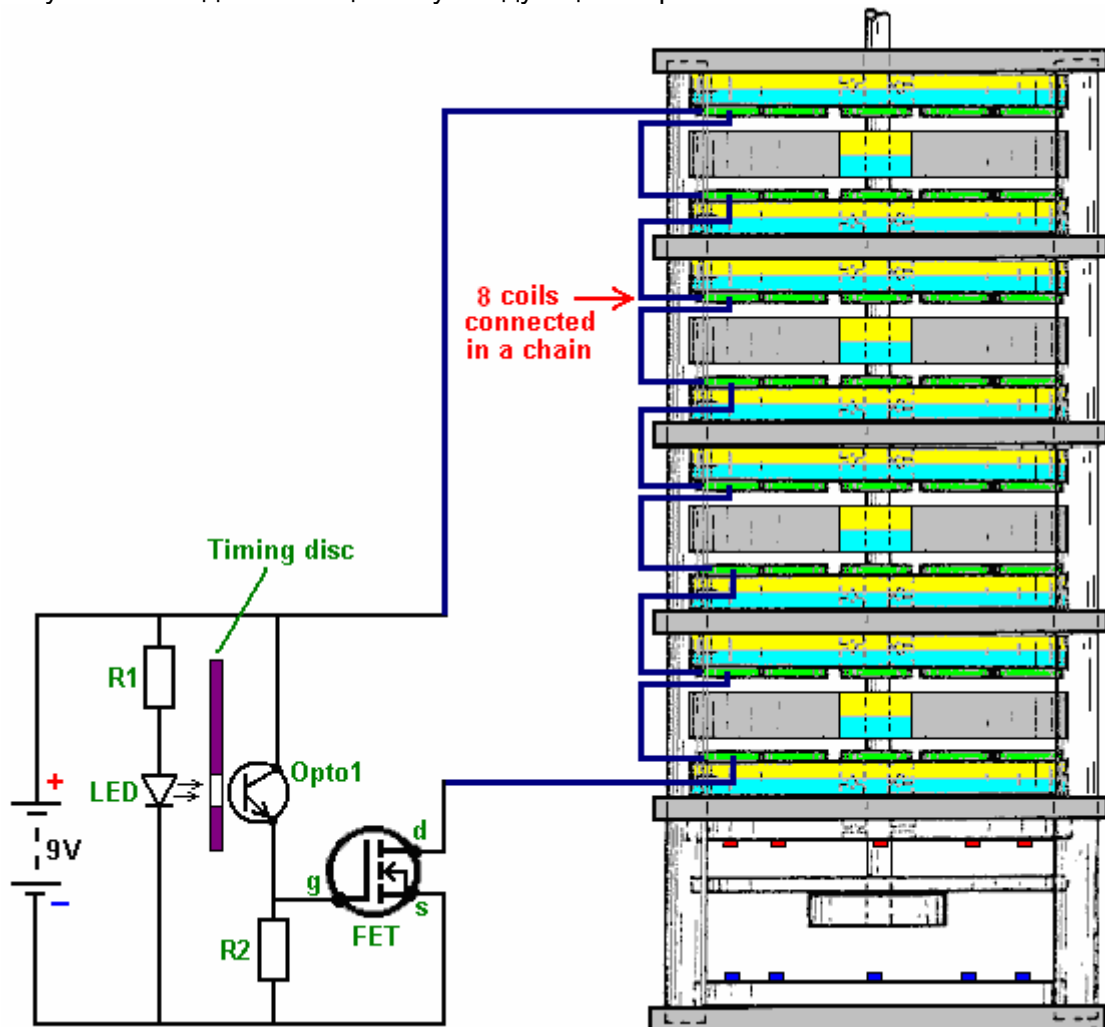 8 coils
connected
in a chain
Timing disc
R1
LED
Opto1
+
9V
–
d
g
s
FET
R2